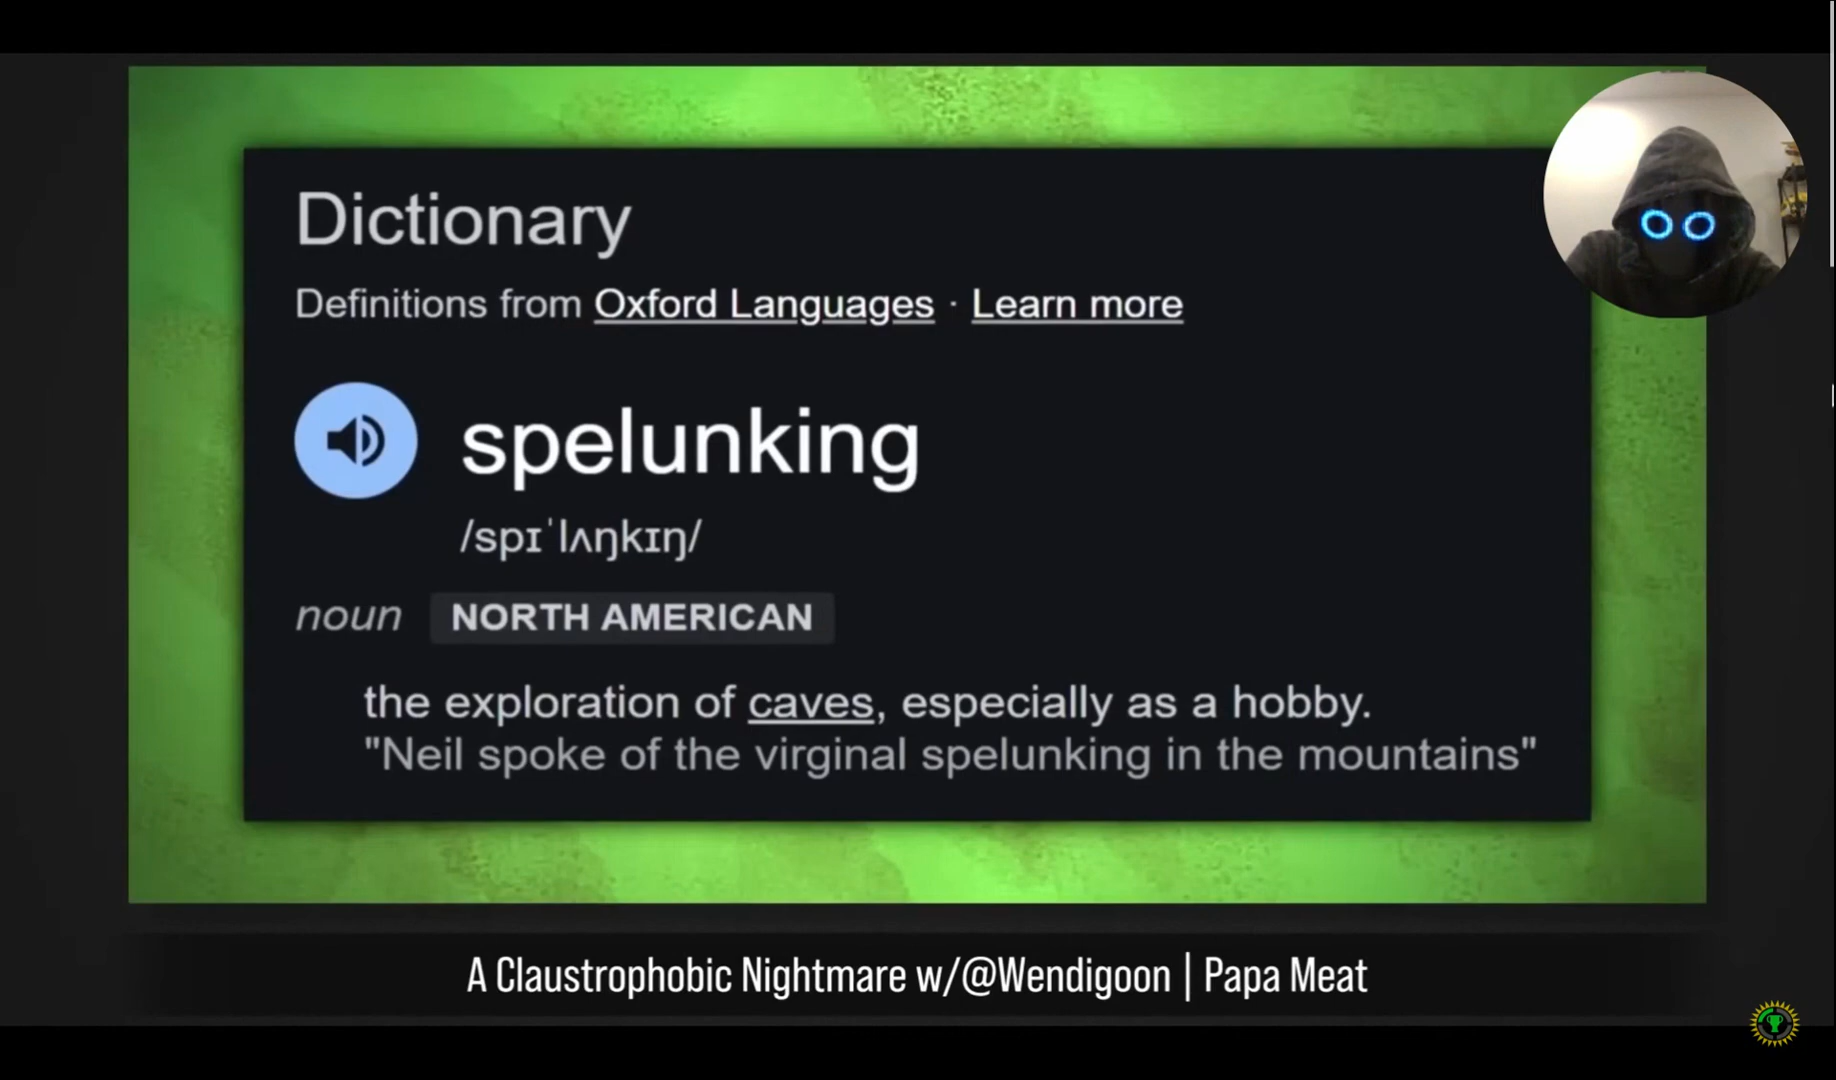 Dictionary
Definitions from Oxford Languages · Learn more
spelunking
/spɪˈlʌŋkɪŋ/
noun NORTH AMERICAN
the exploration of caves, especially as a hobby.
"Neil spoke of the virginal spelunking in the mountains"
A Claustrophobic Nightmare w/@Wendigoon | Papa Meat